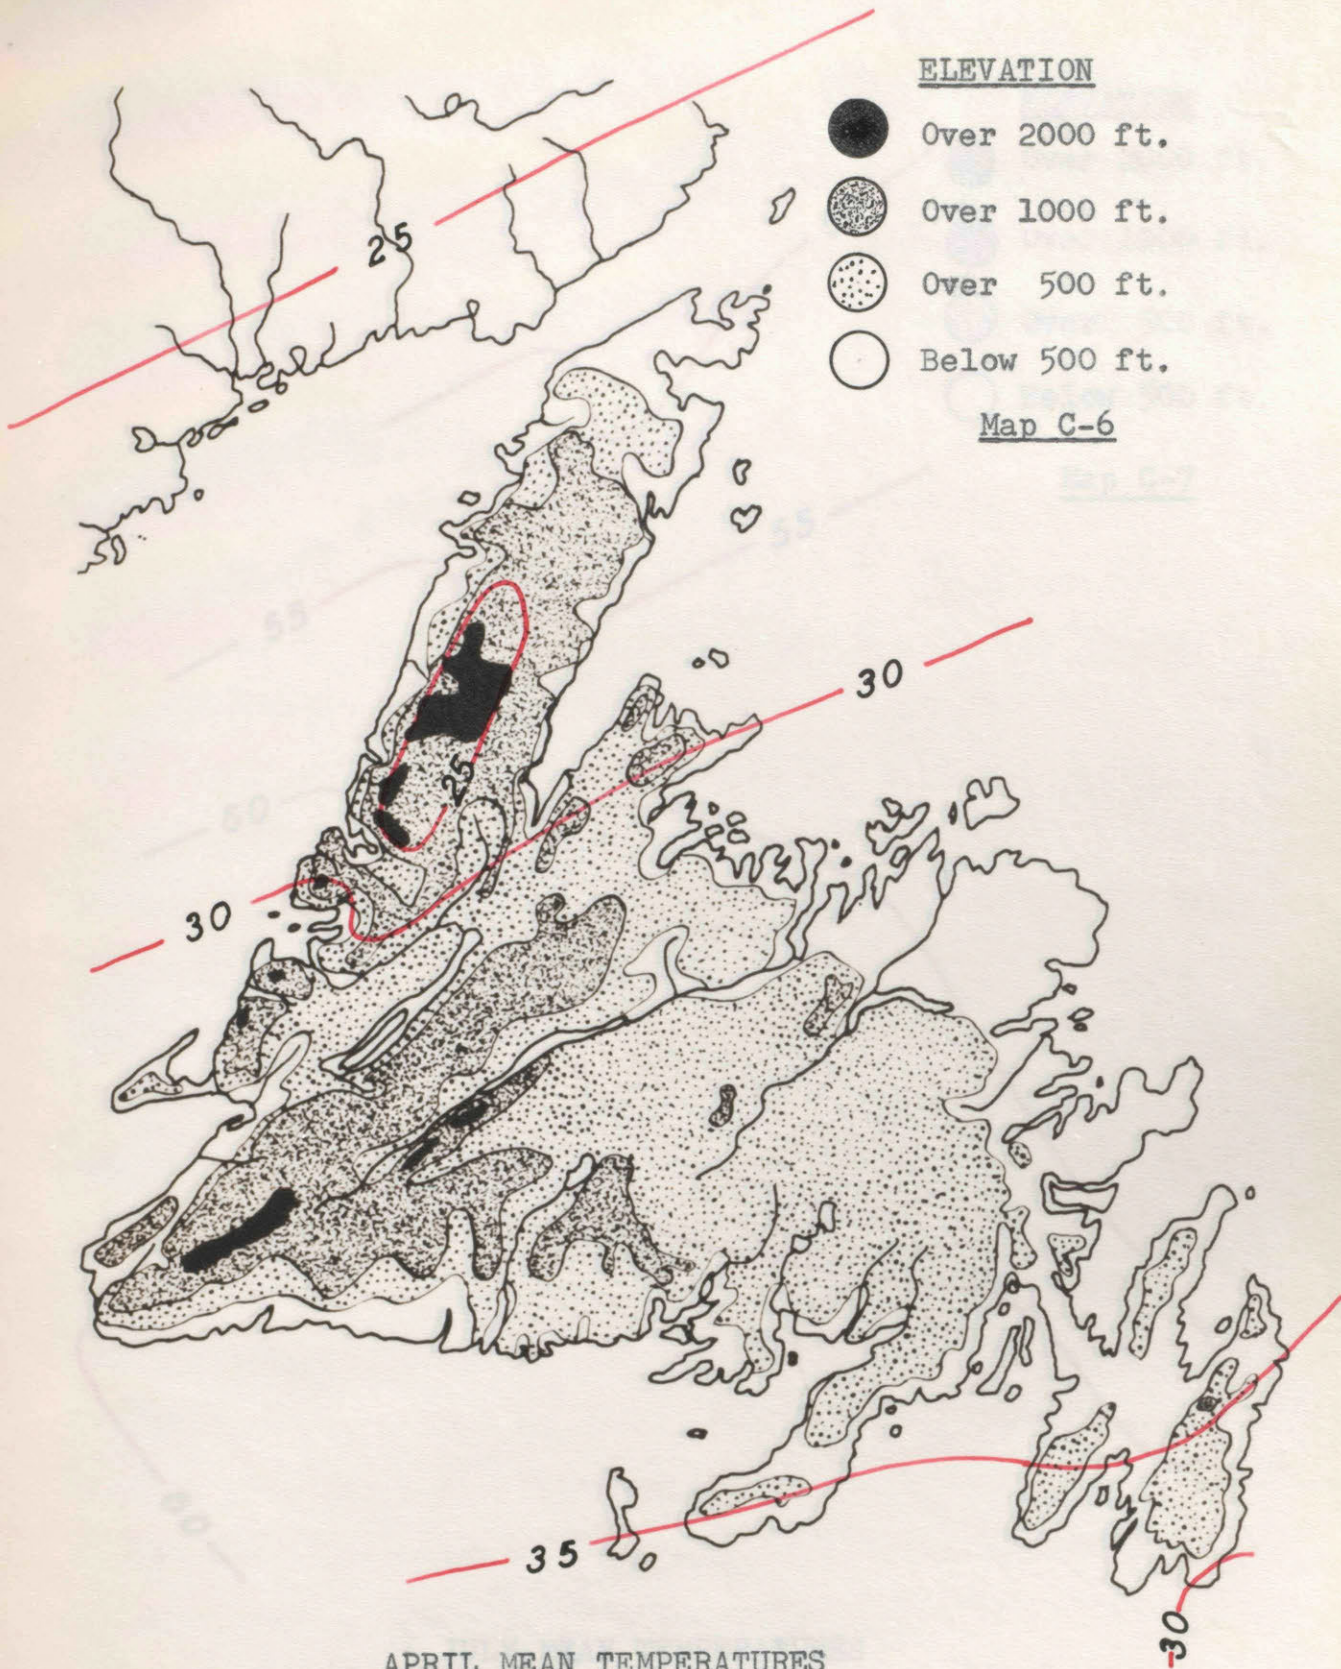 ELEVATION
Over 2000 ft.
Over 1000 ft.
Over 500 ft.
Below 500 ft.
Map C-6
25
30
25
30
35
30
APRIL MEAN TEMPERATURES